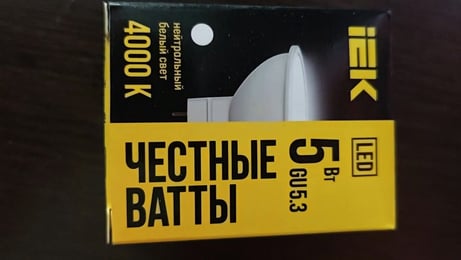 IEK
нейтральный
белый свет
4000 K
LED
5 Вт
GU5.3
ЧЕСТНЫЕ
ВАТТЫ